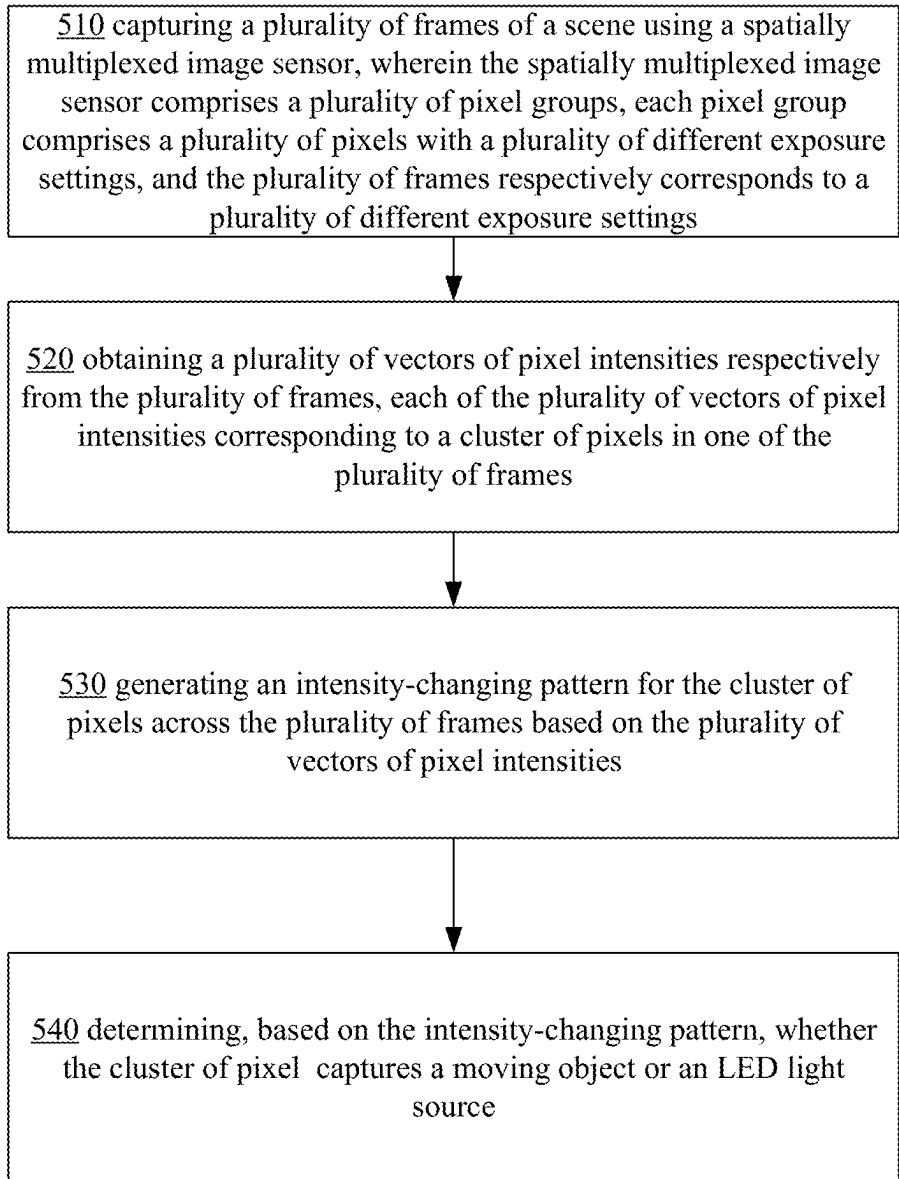 510 capturing a plurality of frames of a scene using a spatially
multiplexed image sensor, wherein the spatially multiplexed image
sensor comprises a plurality of pixel groups, each pixel group
comprises a plurality of pixels with a plurality of different exposure
settings, and the plurality of frames respectively corresponds to a
plurality of different exposure settings
520 obtaining a plurality of vectors of pixel intensities respectively
from the plurality of frames, each of the plurality of vectors of pixel
intensities corresponding to a cluster of pixels in one of the
plurality of frames
530 generating an intensity-changing pattern for the cluster of
pixels across the plurality of frames based on the plurality of
vectors of pixel intensities
540 determining, based on the intensity-changing pattern, whether
the cluster of pixel captures a moving object or an LED light
source